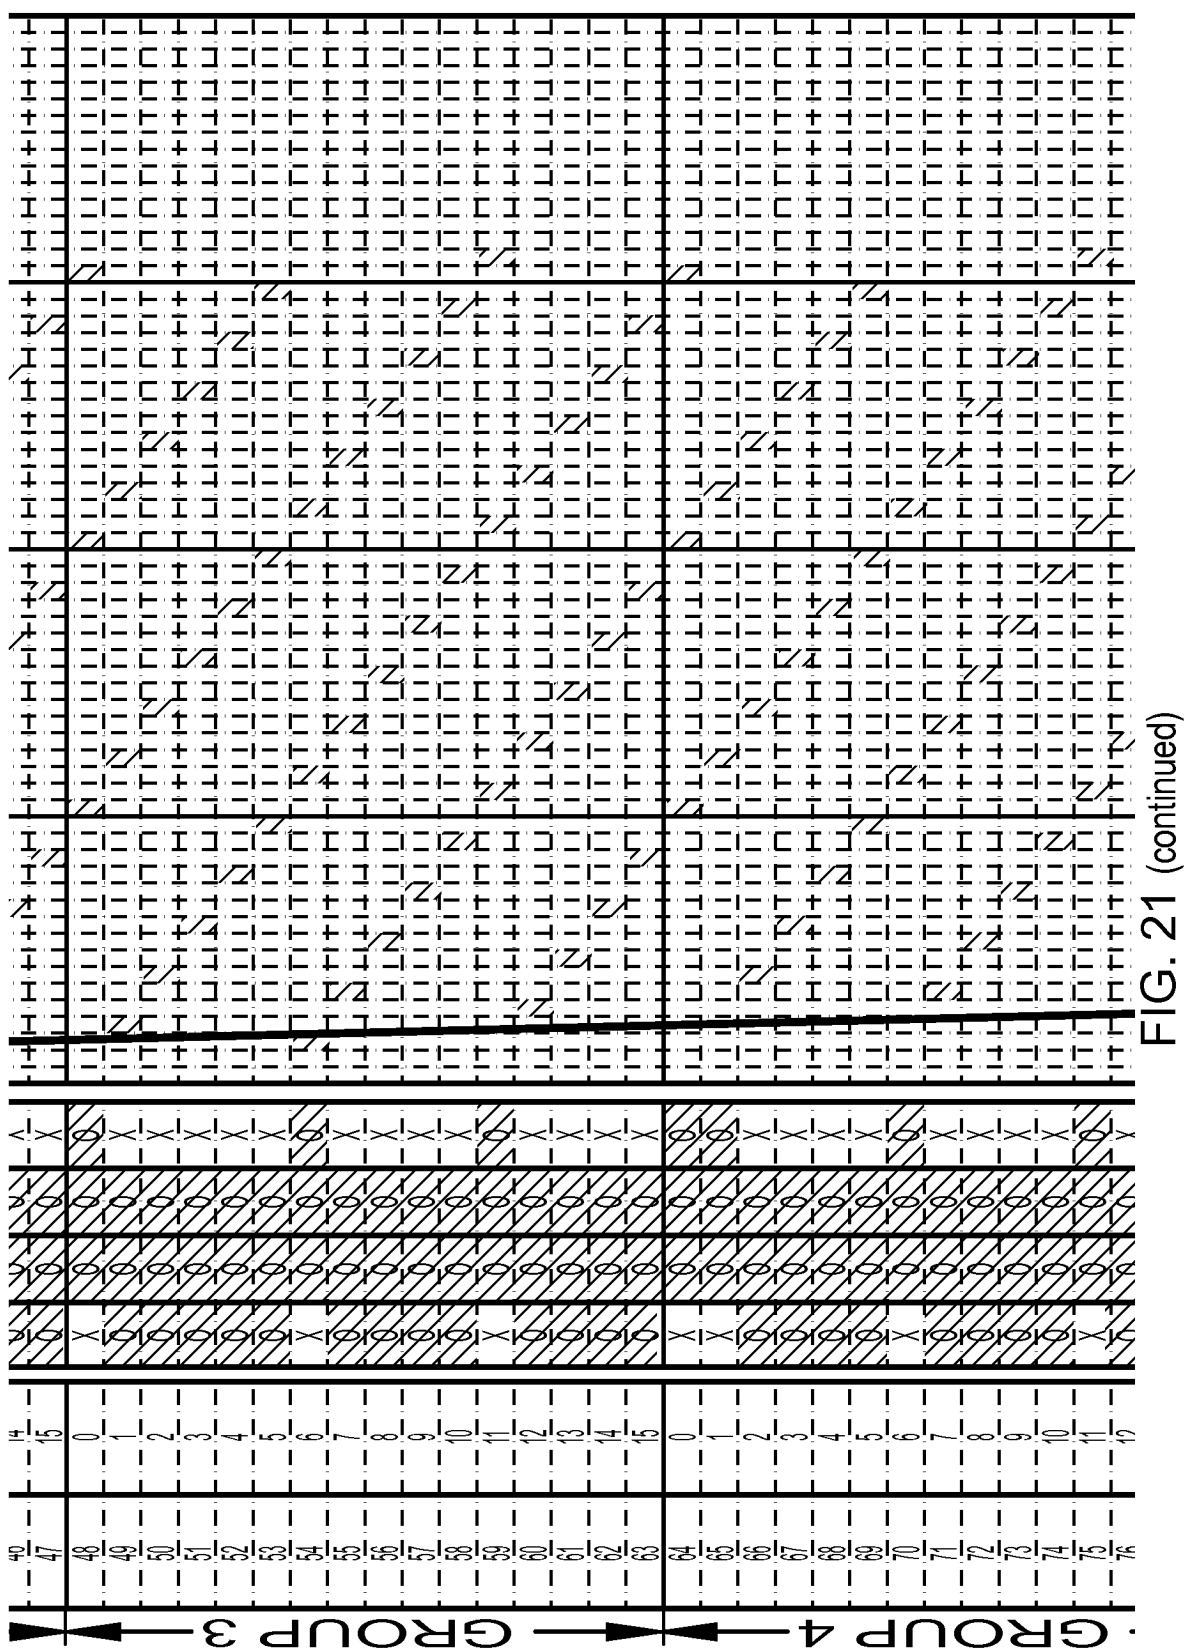 47 15 O O O X
GROUP 3
48 0 X O O O
49 1 O O O X
50 2 O O O X
51 3 O O O X
52 4 O O O X
53 5 O O O X
54 6 X O O O
55 7 O O O X
56 8 O O O X
57 9 O O O X
58 10 O O O X
59 11 X O O O
60 12 O O O X
61 13 O O O X
62 14 O O O X
63 15 O O O X
GROUP 4
64 0 X O O O
65 1 X O O O
66 2 O O O X
67 3 O O O X
68 4 O O O X
69 5 O O O X
70 6 X O O O
71 7 O O O X
72 8 O O O X
73 9 O O O X
74 10 O O O X
75 11 X O O O
76 12 O O O X
FIG. 21 (continued)